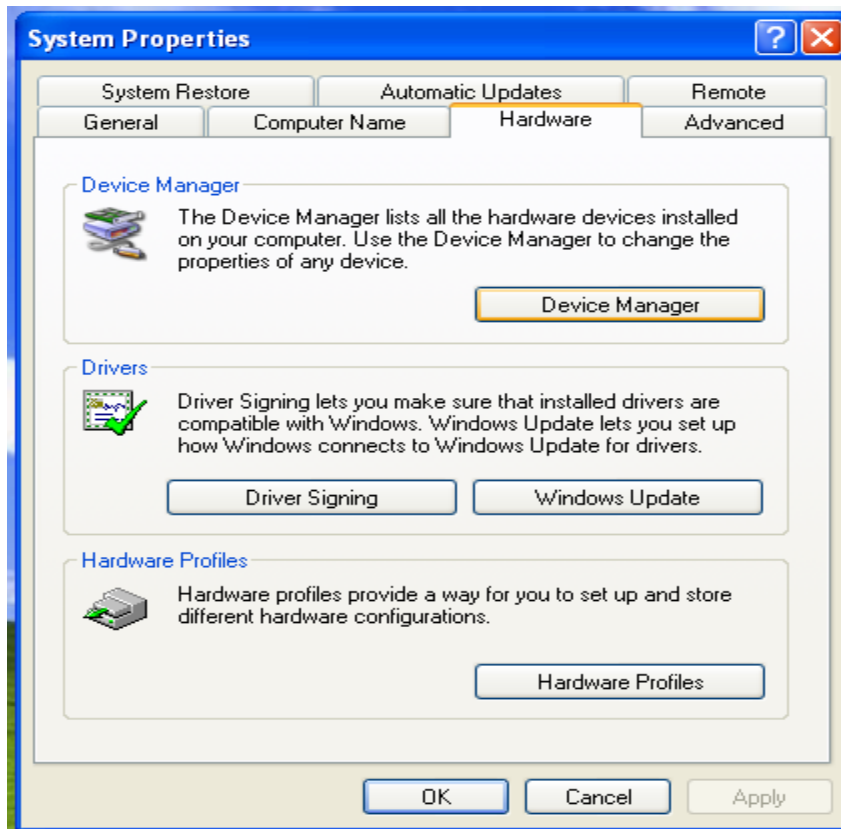 System Properties
System Restore
Automatic Updates
Remote
General
Computer Name
Hardware
Advanced
Device Manager
The Device Manager lists all the hardware devices installed
on your computer. Use the Device Manager to change the
properties of any device.
Device Manager
Drivers
Driver Signing lets you make sure that installed drivers are
compatible with Windows. Windows Update lets you set up
how Windows connects to Windows Update for drivers.
Driver Signing
Windows Update
Hardware Profiles
Hardware profiles provide a way for you to set up and store
different hardware configurations.
Hardware Profiles
OK
Cancel
Apply